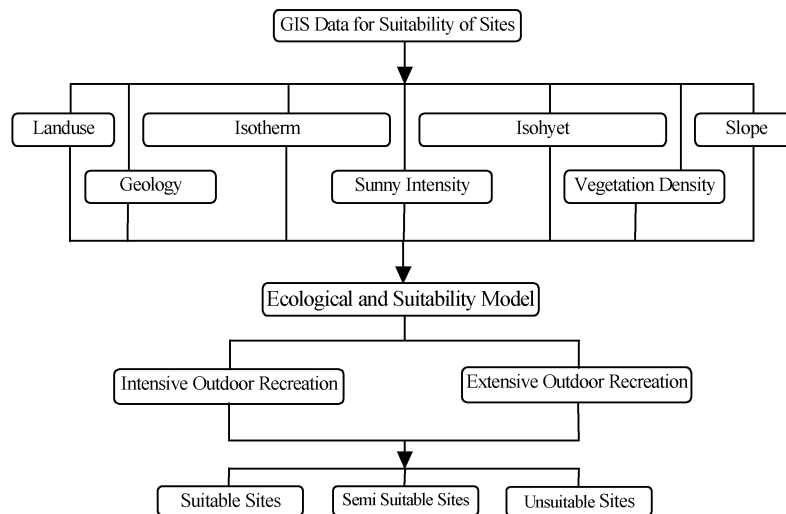 GIS Data for Suitability of Sites
Landuse
Isotherm
Isohyet
Slope
Geology
Sunny Intensity
Vegetation Density
Ecological and Suitability Model
Intensive Outdoor Recreation
Extensive Outdoor Recreation
Suitable Sites
Semi Suitable Sites
Unsuitable Sites